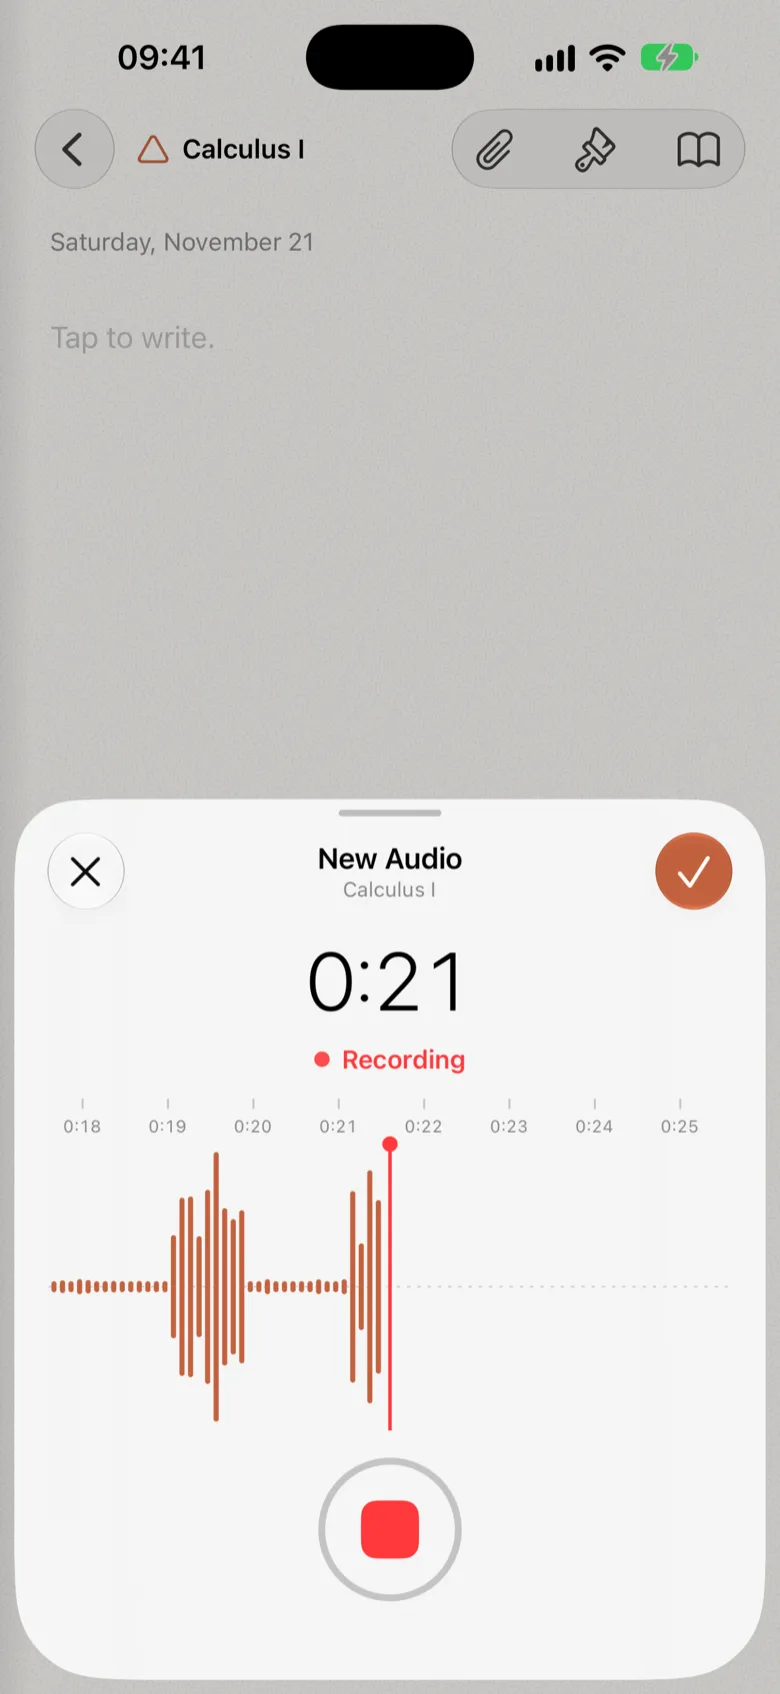 09:41
Calculus I
Saturday, November 21
Tap to write.
New Audio
Calculus I
0:21
Recording
0:18 0:19 0:20 0:21 0:22 0:23 0:24 0:25